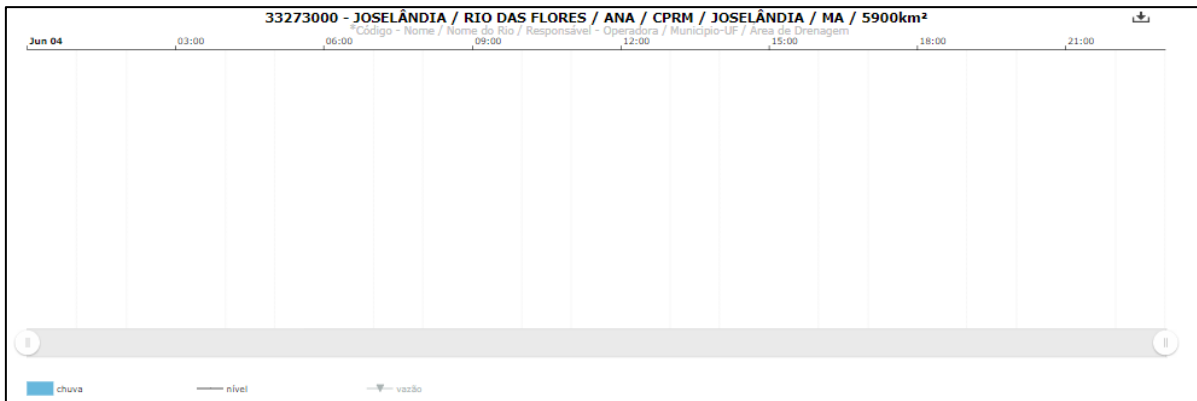 33273000 - JOSELÂNDIA / RIO DAS FLORES / ANA / CPRM / JOSELÂNDIA / MA / 5900km²
*Código - Nome / Nome do Rio / Responsável - Operadora / Município-UF / Área de Drenagem
Jun 04 03:00 06:00 09:00 12:00 15:00 18:00 21:00
chuva nível vazão